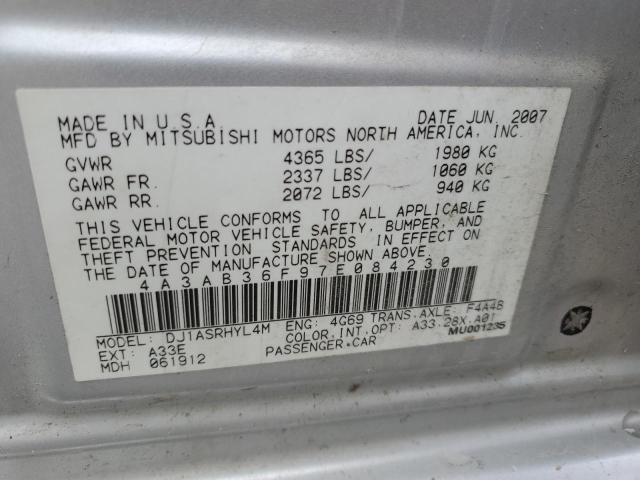 MADE IN U.S.A. DATE JUN. 2007
MFD BY MITSUBISHI MOTORS NORTH AMERICA, INC.
GVWR 4365 LBS/ 1980 KG
GAWR FR. 2337 LBS/ 1060 KG
GAWR RR. 2072 LBS/ 940 KG
THIS VEHICLE CONFORMS TO ALL APPLICABLE
FEDERAL MOTOR VEHICLE SAFETY, BUMPER, AND
THEFT PREVENTION STANDARDS IN EFFECT ON
THE DATE OF MANUFACTURE SHOWN ABOVE.
4A3AB36F97E084230
MODEL: DJ1ASRHYL4M ENG: 4G69 TRANS.AXLE: F4A4B
EXT: A33E COLOR.INT.OPT: A33.28X.A01
MDH 061912 PASSENGER.CAR MU001235